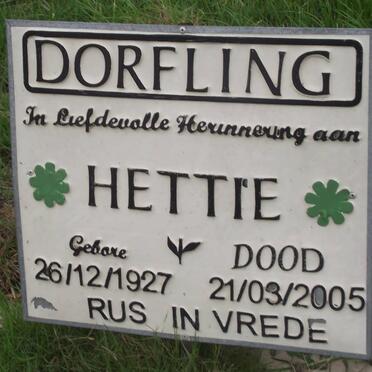 DORFLING
In Liefdevolle Herinnering aan
HETTIE
Gebore DOOD
26/12/1927 21/03/2005
RUS IN VREDE